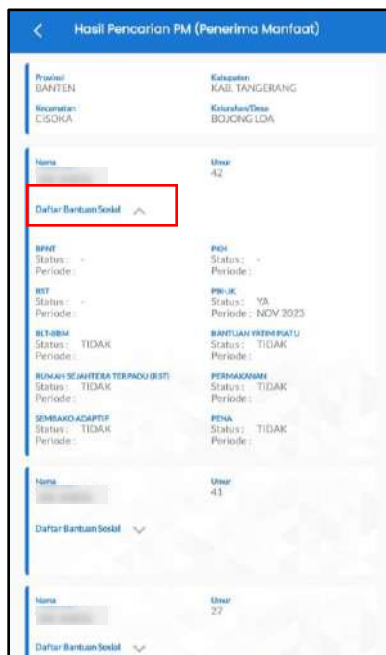 Hasil Pencarian PM (Penerima Manfaat)
Provinsi Kabupaten
BANTEN KAB. TANGERANG
Kecamatan Kelurahan/Desa
CISOKA BOJONG LOA
Nama Umur
42
Daftar Bantuan Sosial
BPNT PKH
Status : - Status : -
Periode : Periode :
RST PBI-JK
Status : - Status : YA
Periode : Periode : NOV 2023
BLT-BBM BANTUAN YATIM PIATU
Status : TIDAK Status : TIDAK
Periode : Periode :
RUMAH SEJAHTERA TERPADU (RST) PERMAKANAN
Status : TIDAK Status : TIDAK
Periode : Periode :
SEMBAKO ADAPTIF PENA
Status : TIDAK Status : TIDAK
Periode : Periode :
Nama Umur
41
Daftar Bantuan Sosial
Nama Umur
27
Daftar Bantuan Sosial